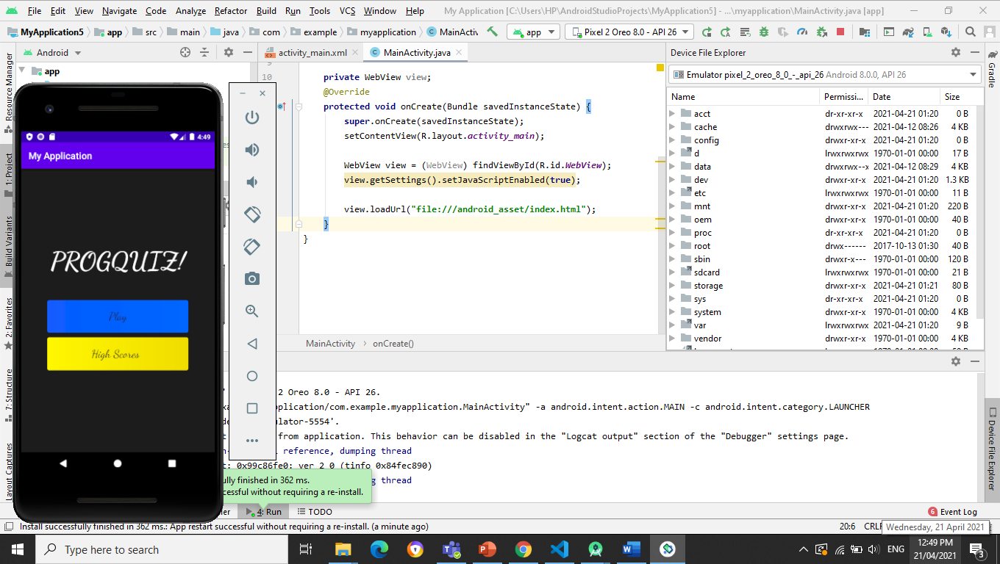 File Edit View Navigate Code Analyze Refactor Build Run Tools VCS Window Help My Application [C:\Users\HP\AndroidStudioProjects\MyApplication5] - ...\myapplication\MainActivity.java [app]
MyApplication5 app src main java com example myapplication MainActiv app Pixel 2 Oreo 8.0 - API 26
Resource Manager
1: Project
Build Variants
2: Favorites
7: Structure
Layout Captures
Android
app
activity_main.xml MainActivity.java
10 private WebView view;
@Override
protected void onCreate(Bundle savedInstanceState) {
super.onCreate(savedInstanceState);
setContentView(R.layout.activity_main);
WebView view = (WebView) findViewById(R.id.WebView);
view.getSettings().setJavaScriptEnabled(true);
view.loadUrl("file:///android_asset/index.html");
}
}
MainActivity onCreate()
4:49
My Application
PROGQUIZ!
Play
High Scores
Device File Explorer
Emulator pixel_2_oreo_8_0_-_api_26 Android 8.0.0, API 26
Name Permissi... Date Size
acct dr-xr-xr-x 2021-04-21 01:20 0 B
cache drwxrwx--- 2021-04-12 08:26 4 KB
config drwxr-xr-x 2021-04-21 01:20 0 B
d lrwxrwxrwx 1970-01-01 00:00 17 B
data drwxrwx--x 2021-04-12 08:29 4 KB
dev drwxr-xr-x 2021-04-21 01:20 1.3 KB
etc lrwxrwxrwx 1970-01-01 00:00 11 B
mnt drwxr-xr-x 2021-04-21 01:20 220 B
oem drwxr-xr-x 1970-01-01 00:00 40 B
proc dr-xr-xr-x 2021-04-21 01:20 0 B
root drwx------ 2017-10-13 01:30 40 B
sbin drwxr-x--- 1970-01-01 00:00 120 B
sdcard lrwxrwxrwx 1970-01-01 00:00 21 B
storage drwxr-xr-x 2021-04-21 01:21 80 B
sys dr-xr-xr-x 2021-04-21 01:20 0 B
system drwxr-xr-x 1970-01-01 00:00 4 KB
var lrwxrwxrwx 2021-04-21 01:20 9 B
vendor drwxr-xr-x 1970-01-01 00:00 4 KB
Gradle
Device File Explorer
2 Oreo 8.0 - API 26.
application/com.example.myapplication.MainActivity" -a android.intent.action.MAIN -c android.intent.category.LAUNCHER
ulator-5554'.
from application. This behavior can be disabled in the "Logcat output" section of the "Debugger" settings page.
reference, dumping thread
: 0x99c86fe0: ver 2 0 (tinfo 0x84fec890)
g thread
ully finished in 362 ms.
cessful without requiring a re-install.
4: Run TODO 6 Event Log
Install successfully finished in 362 ms.: App restart successful without requiring a re-install. (a minute ago) 20:6 CRLF
Wednesday, 21 April 2021
Type here to search ENG 12:49 PM
21/04/2021 3